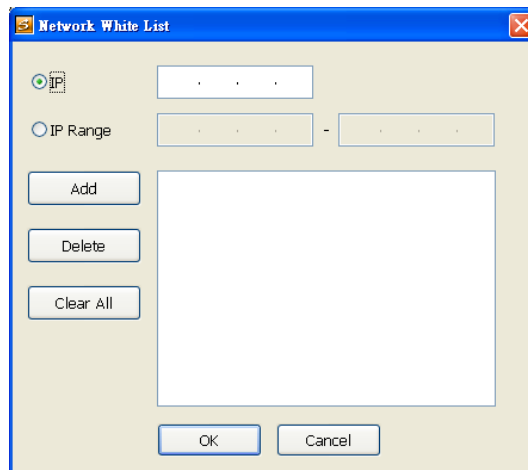 Network White List
IP
. . .
IP Range
. . . - . . .
Add
Delete
Clear All
OK
Cancel